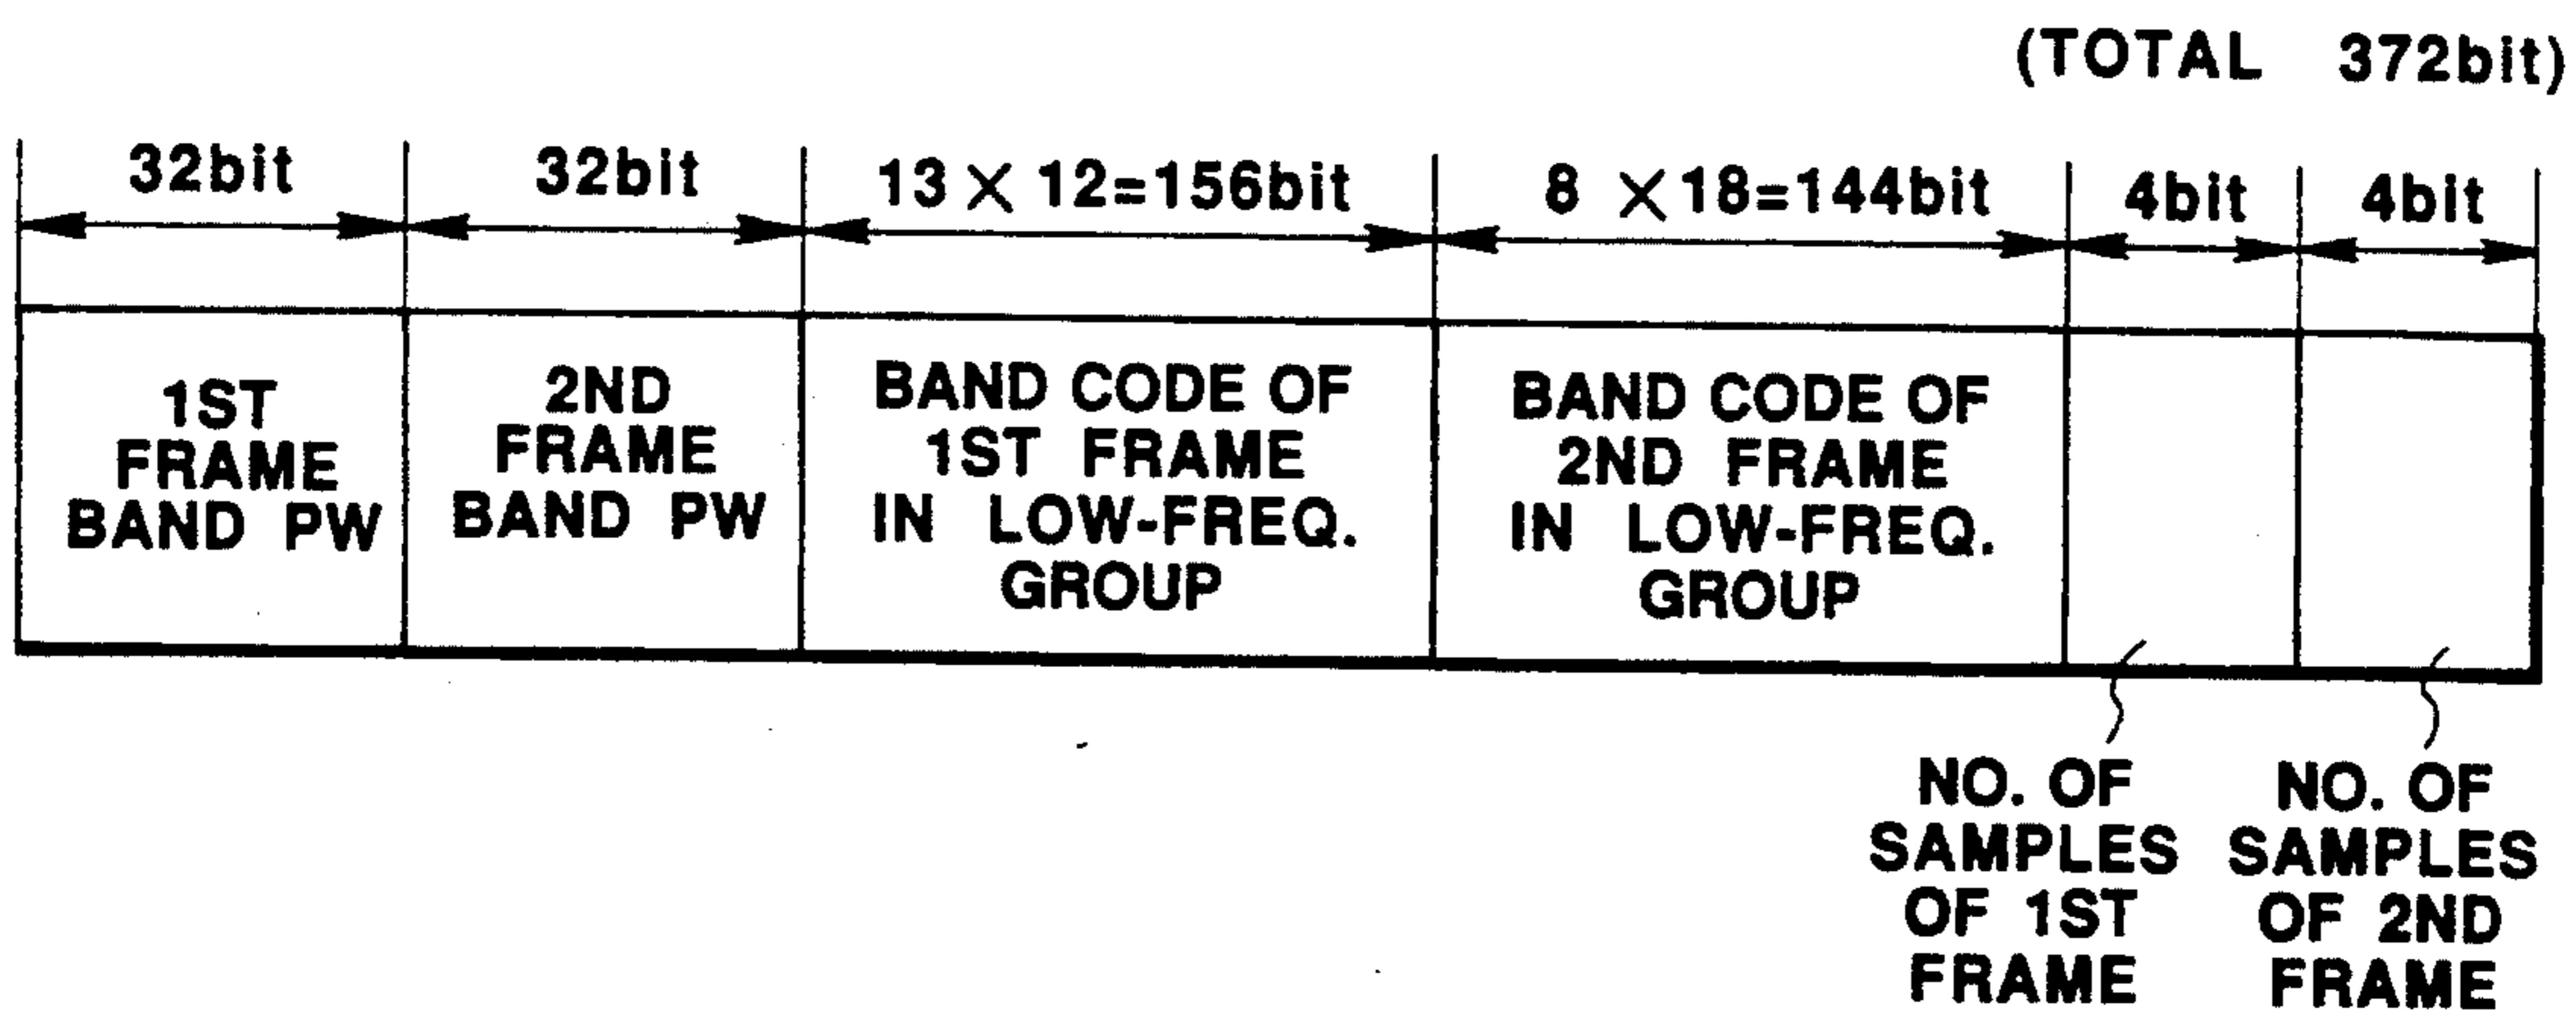 (TOTAL 372bit)
32bit
32bit
13 × 12=156bit
8 ×18=144bit
4bit
4bit
1ST
FRAME
BAND PW
2ND
FRAME
BAND PW
BAND CODE OF
1ST FRAME
IN LOW-FREQ.
GROUP
BAND CODE OF
2ND FRAME
IN LOW-FREQ.
GROUP
NO. OF
SAMPLES
OF 1ST
FRAME
NO. OF
SAMPLES
OF 2ND
FRAME